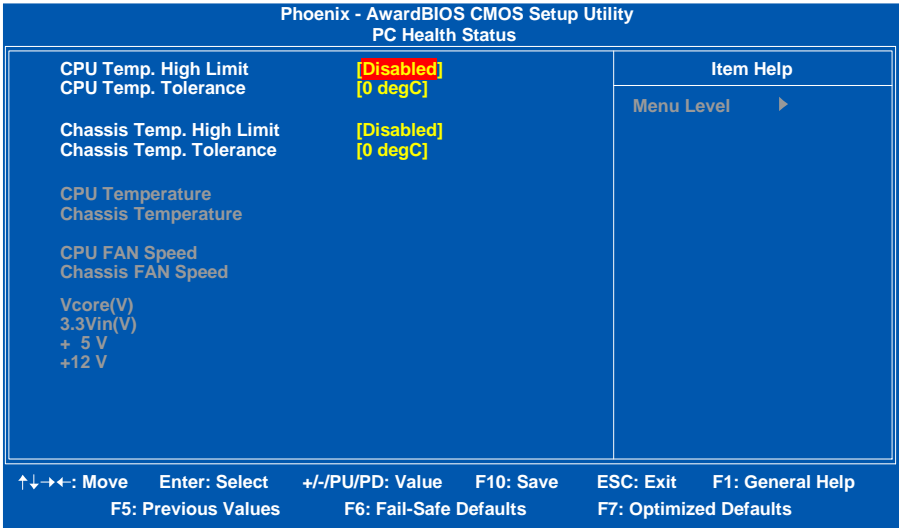 Phoenix - AwardBIOS CMOS Setup Utility
PC Health Status
CPU Temp. High Limit [Disabled]
CPU Temp. Tolerance [0 degC]
Chassis Temp. High Limit [Disabled]
Chassis Temp. Tolerance [0 degC]
CPU Temperature
Chassis Temperature
CPU FAN Speed
Chassis FAN Speed
Vcore(V)
3.3Vin(V)
+ 5 V
+12 V
Item Help
Menu Level ▶
↑↓→←: Move Enter: Select +/-/PU/PD: Value F10: Save ESC: Exit F1: General Help
F5: Previous Values F6: Fail-Safe Defaults F7: Optimized Defaults